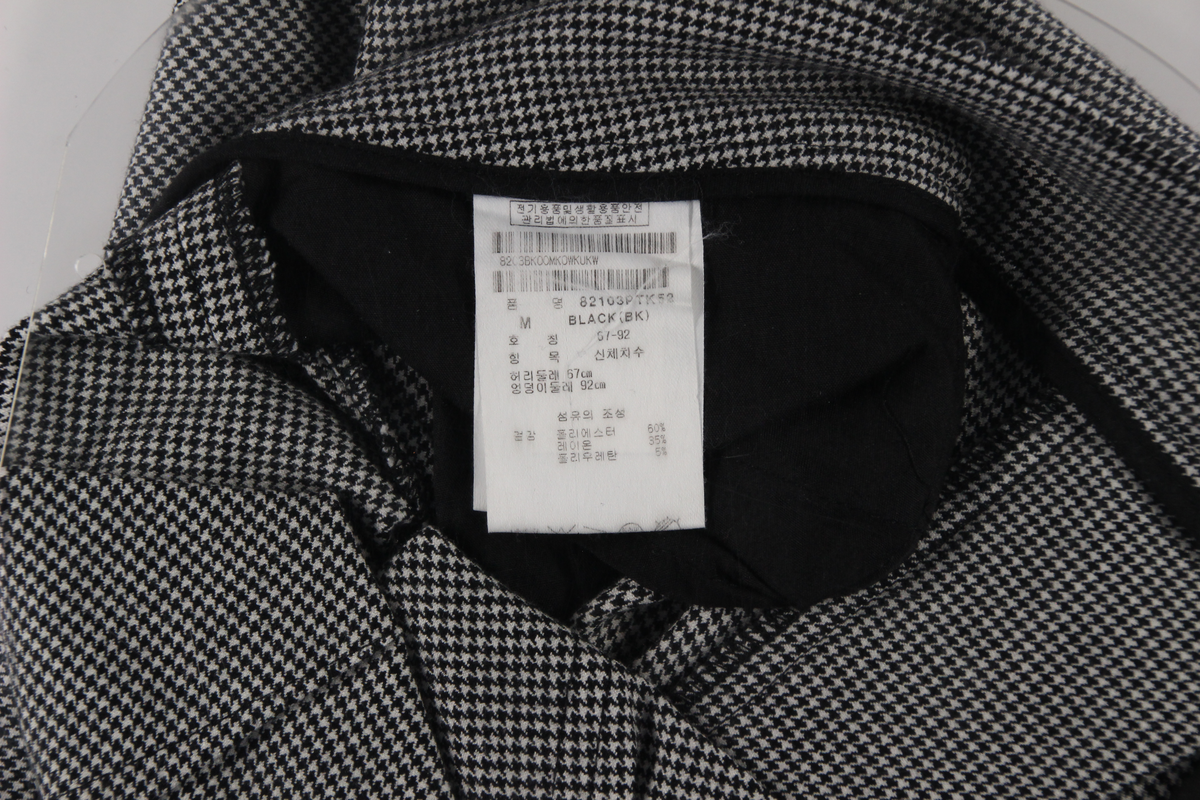 전기용품및생활용품안전
관리법에의한품질표시
품 명 82103PTK52
M BLACK(BK)
호 칭 67-92
항 목 신체치수
허리둘레 67cm
엉덩이둘레 92cm
섬유의 조성
겉감 폴리에스터 60%
레이온 35%
폴리우레탄 5%